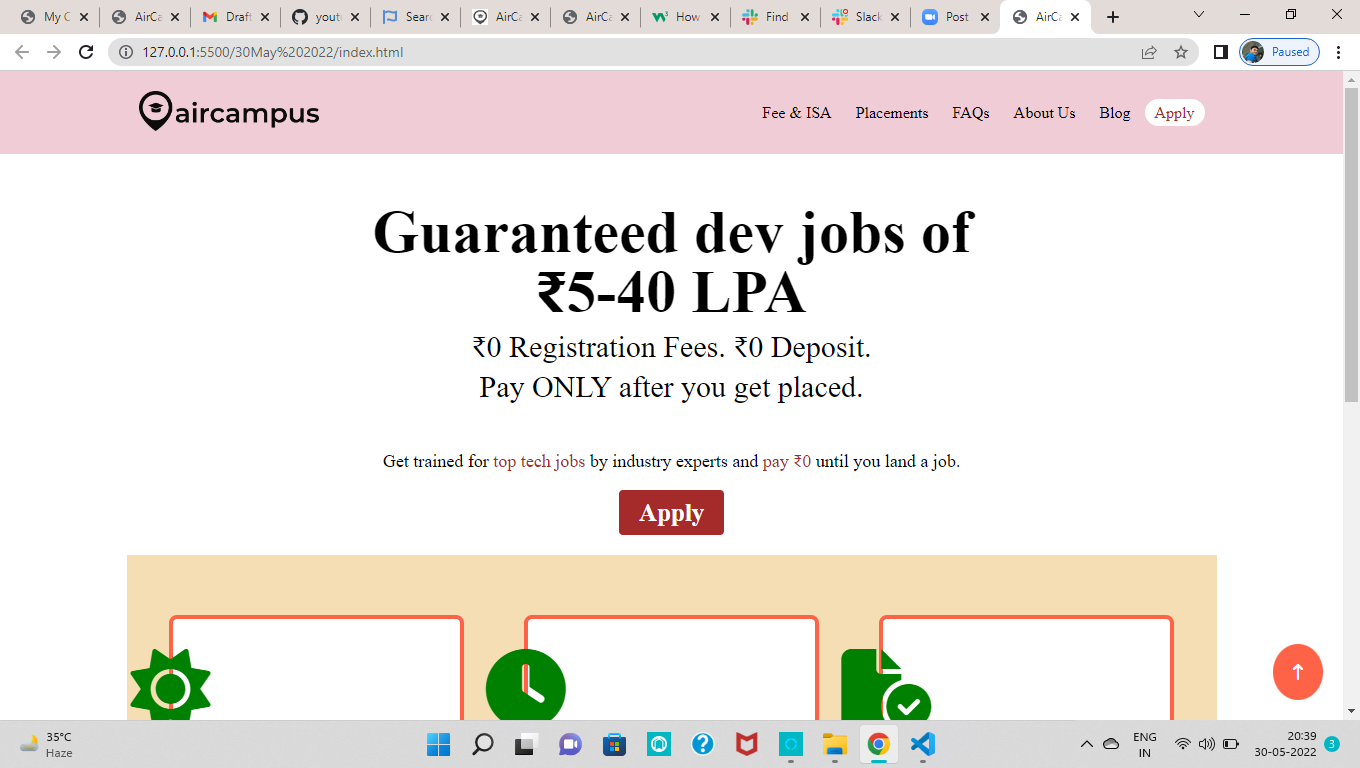 My C
AirCa
Draft
yout
Sear
AirCa
AirCa
How
Find
Slack
Post
AirCa
127.0.0.1:5500/30May%202022/index.html
Paused
aircampus
Fee & ISA
Placements
FAQs
About Us
Blog
Apply
Guaranteed dev jobs of
₹5-40 LPA
₹0 Registration Fees. ₹0 Deposit.
Pay ONLY after you get placed.
Get trained for top tech jobs by industry experts and pay ₹0 until you land a job.
Apply
35°C
Haze
ENG
IN
20:39
30-05-2022
3